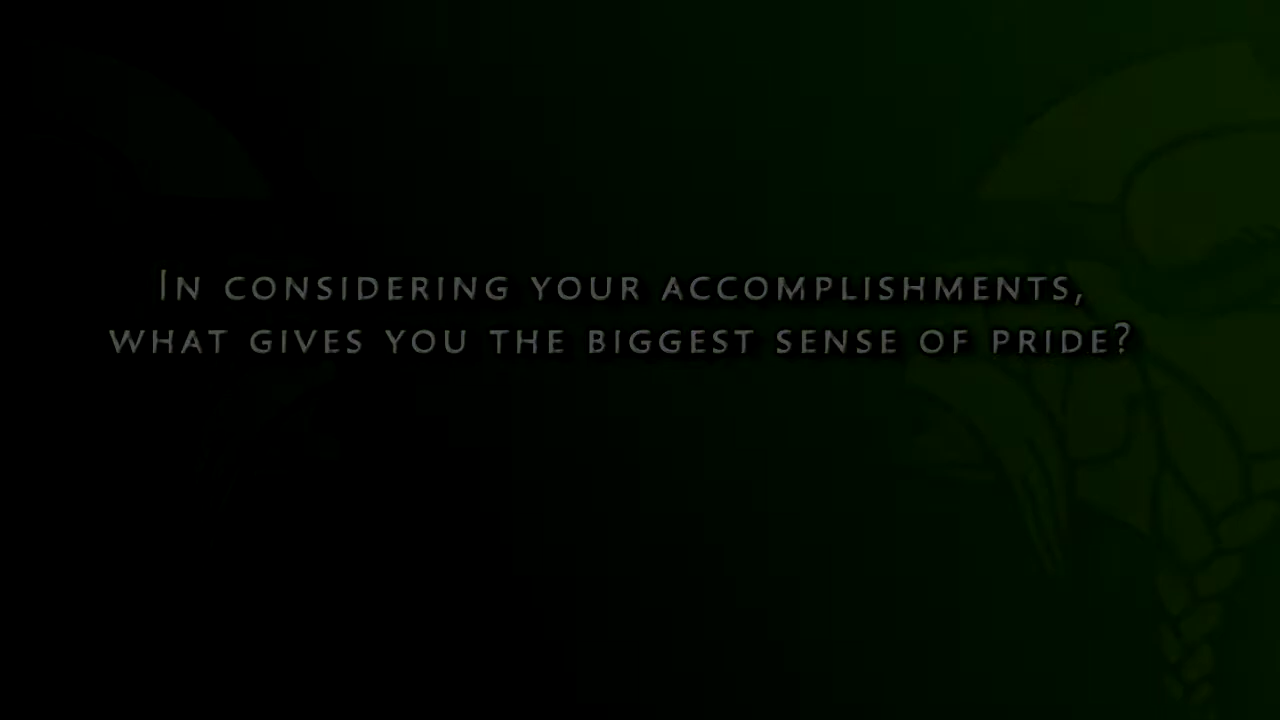 In considering your accomplishments,
what gives you the biggest sense of pride?